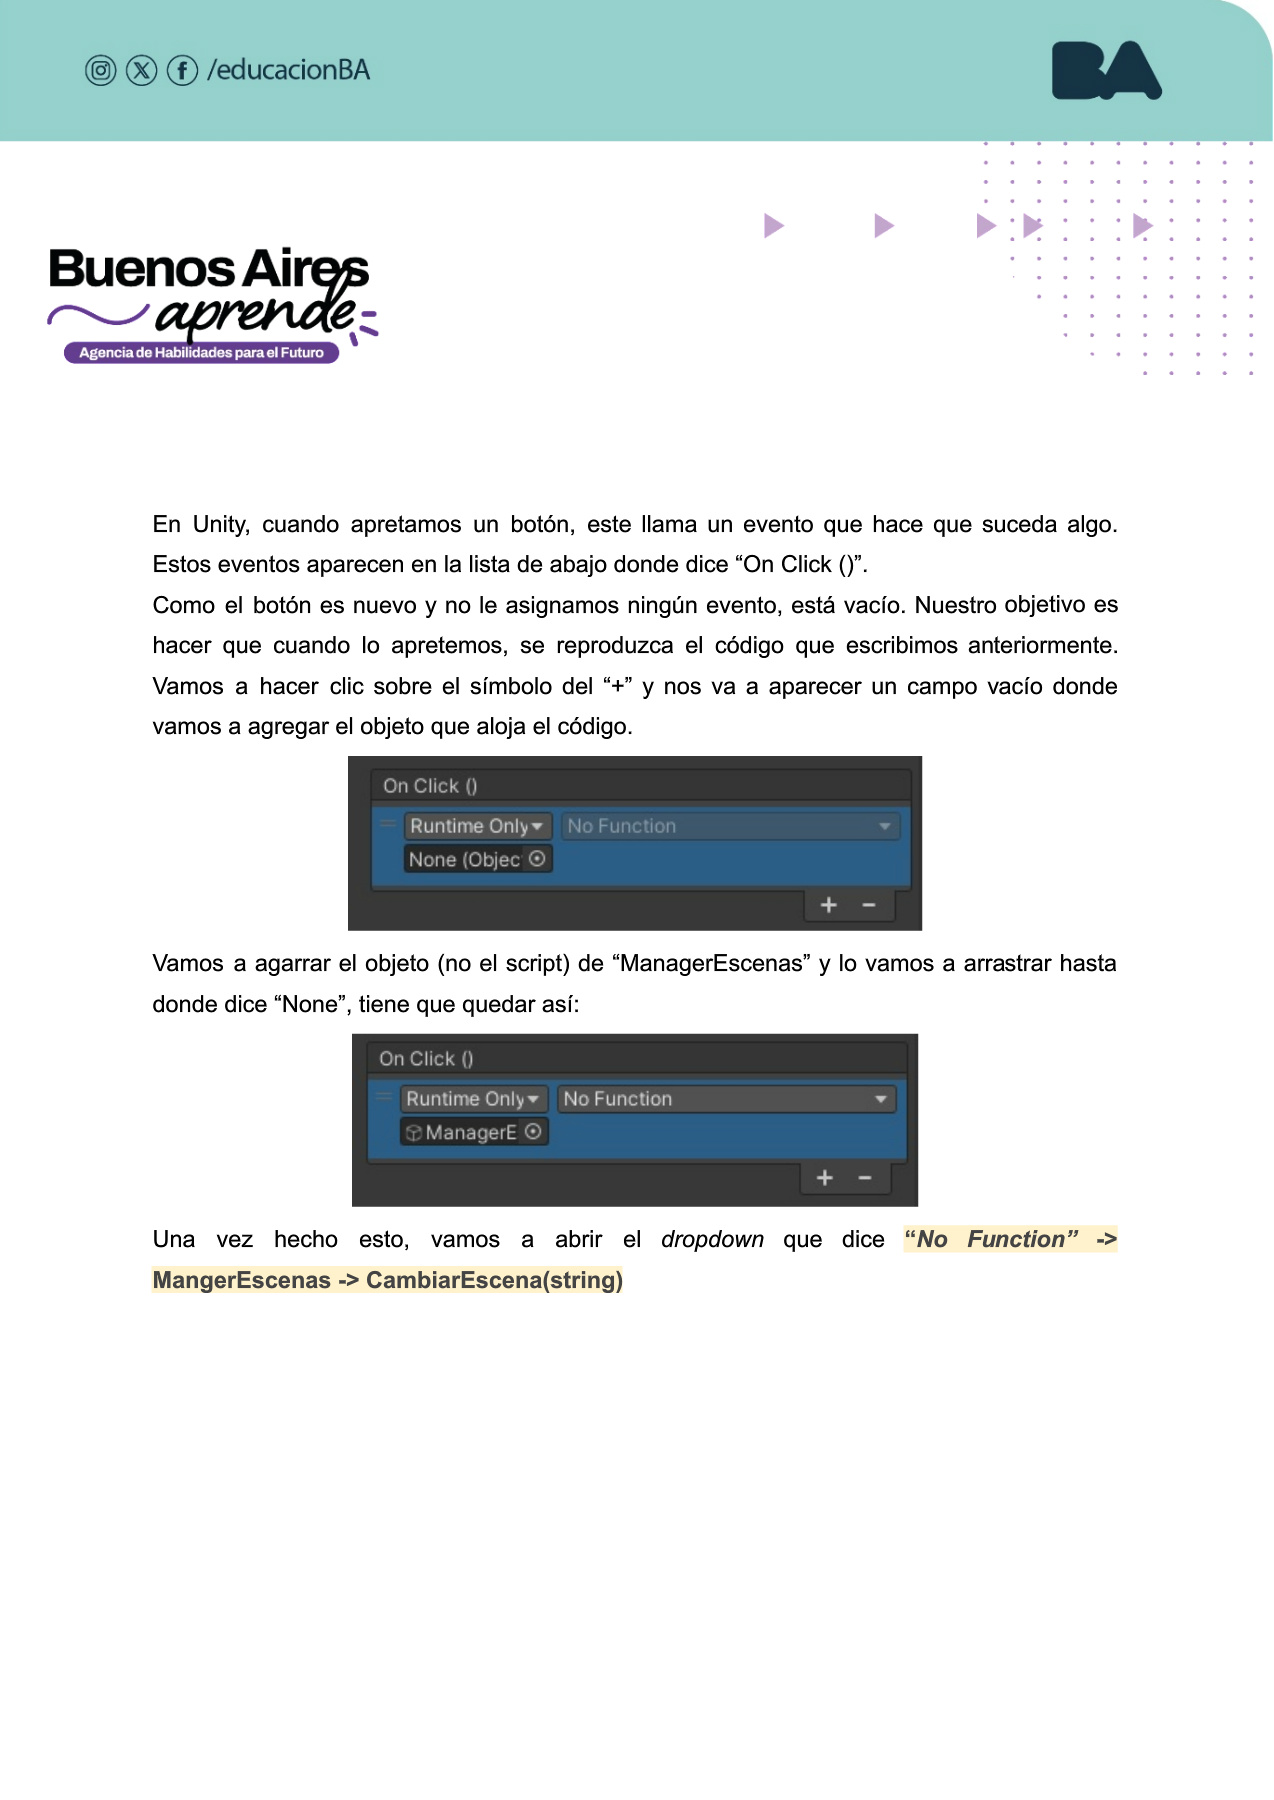 /educacionBA
BA
Buenos Aires
aprende
Agencia de Habilidades para el Futuro
En Unity, cuando apretamos un botón, este llama un evento que hace que suceda algo.
Estos eventos aparecen en la lista de abajo donde dice “On Click ()”.
Como el botón es nuevo y no le asignamos ningún evento, está vacío. Nuestro objetivo es
hacer que cuando lo apretemos, se reproduzca el código que escribimos anteriormente.
Vamos a hacer clic sobre el símbolo del “+” y nos va a aparecer un campo vacío donde
vamos a agregar el objeto que aloja el código.
On Click ()
Runtime Only No Function
None (Objec
+ -
Vamos a agarrar el objeto (no el script) de “ManagerEscenas” y lo vamos a arrastrar hasta
donde dice “None”, tiene que quedar así:
On Click ()
Runtime Only No Function
ManagerE
+ -
Una vez hecho esto, vamos a abrir el dropdown que dice “No Function” ->
MangerEscenas -> CambiarEscena(string)